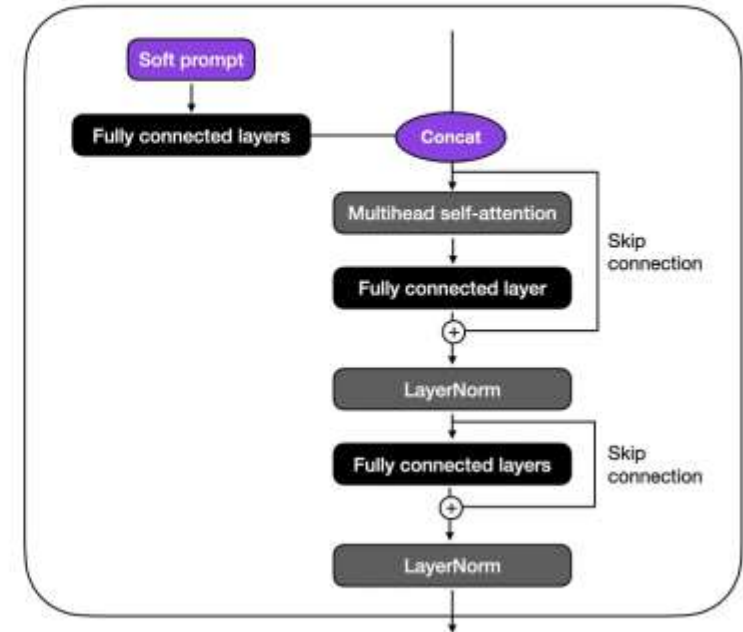 Soft prompt
Fully connected layers
Concat
Multihead self-attention
Skip
connection
Fully connected layer
+
LayerNorm
Fully connected layers
Skip
connection
+
LayerNorm